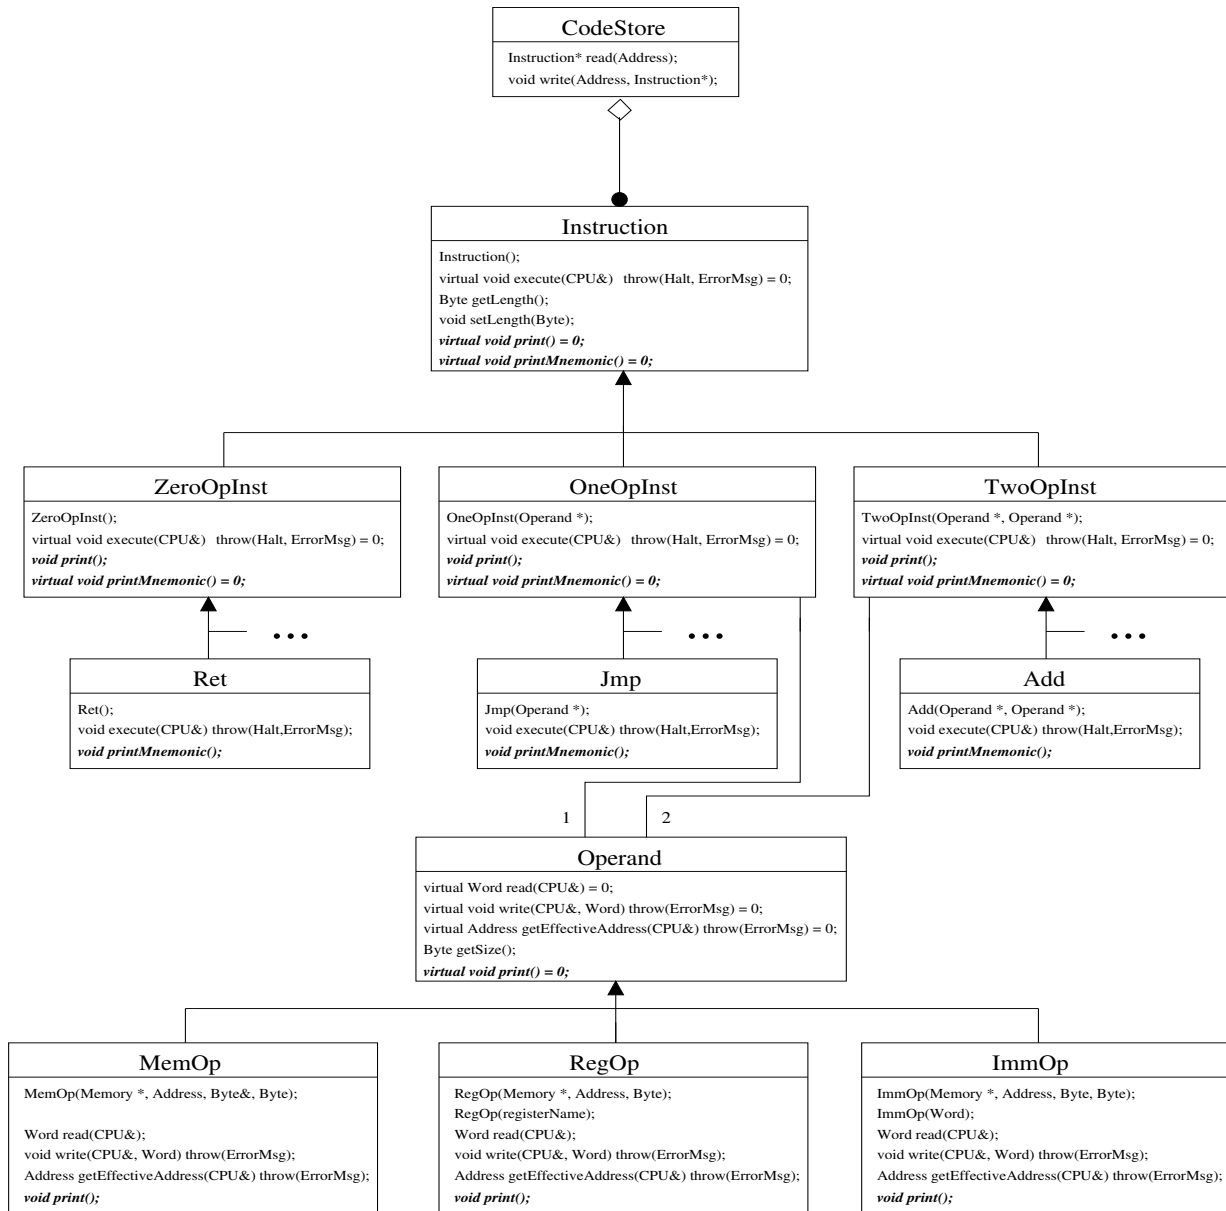 CodeStore
Instruction* read(Address);
void write(Address, Instruction*);
Instruction
Instruction();
virtual void execute(CPU&) throw(Halt, ErrorMsg) = 0;
Byte getLength();
void setLength(Byte);
virtual void print() = 0;
virtual void printMnemonic() = 0;
ZeroOpInst
ZeroOpInst();
virtual void execute(CPU&) throw(Halt, ErrorMsg) = 0;
void print();
virtual void printMnemonic() = 0;
OneOpInst
OneOpInst(Operand *);
virtual void execute(CPU&) throw(Halt, ErrorMsg) = 0;
void print();
virtual void printMnemonic() = 0;
TwoOpInst
TwoOpInst(Operand *, Operand *);
virtual void execute(CPU&) throw(Halt, ErrorMsg) = 0;
void print();
virtual void printMnemonic() = 0;
...
...
...
Ret
Ret();
void execute(CPU&) throw(Halt,ErrorMsg);
void printMnemonic();
Jmp
Jmp(Operand *);
void execute(CPU&) throw(Halt,ErrorMsg);
void printMnemonic();
Add
Add(Operand *, Operand *);
void execute(CPU&) throw(Halt,ErrorMsg);
void printMnemonic();
1
2
Operand
virtual Word read(CPU&) = 0;
virtual void write(CPU&, Word) throw(ErrorMsg) = 0;
virtual Address getEffectiveAddress(CPU&) throw(ErrorMsg) = 0;
Byte getSize();
virtual void print() = 0;
MemOp
MemOp(Memory *, Address, Byte&, Byte);
Word read(CPU&);
void write(CPU&, Word) throw(ErrorMsg);
Address getEffectiveAddress(CPU&) throw(ErrorMsg);
void print();
RegOp
RegOp(Memory *, Address, Byte);
RegOp(registerName);
Word read(CPU&);
void write(CPU&, Word) throw(ErrorMsg);
Address getEffectiveAddress(CPU&) throw(ErrorMsg);
void print();
ImmOp
ImmOp(Memory *, Address, Byte, Byte);
ImmOp(Word);
Word read(CPU&);
void write(CPU&, Word) throw(ErrorMsg);
Address getEffectiveAddress(CPU&) throw(ErrorMsg);
void print();